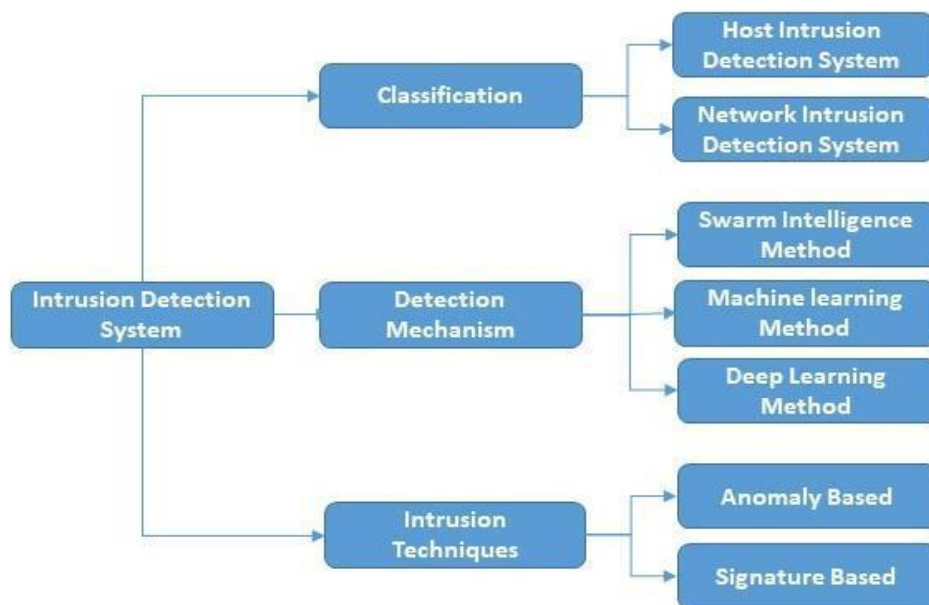 Host Intrusion
Detection System
Classification
Network Intrusion
Detection System
Swarm Intelligence
Method
Intrusion Detection
System
Detection
Mechanism
Machine learning
Method
Deep Learning
Method
Anomaly Based
Intrusion
Techniques
Signature Based